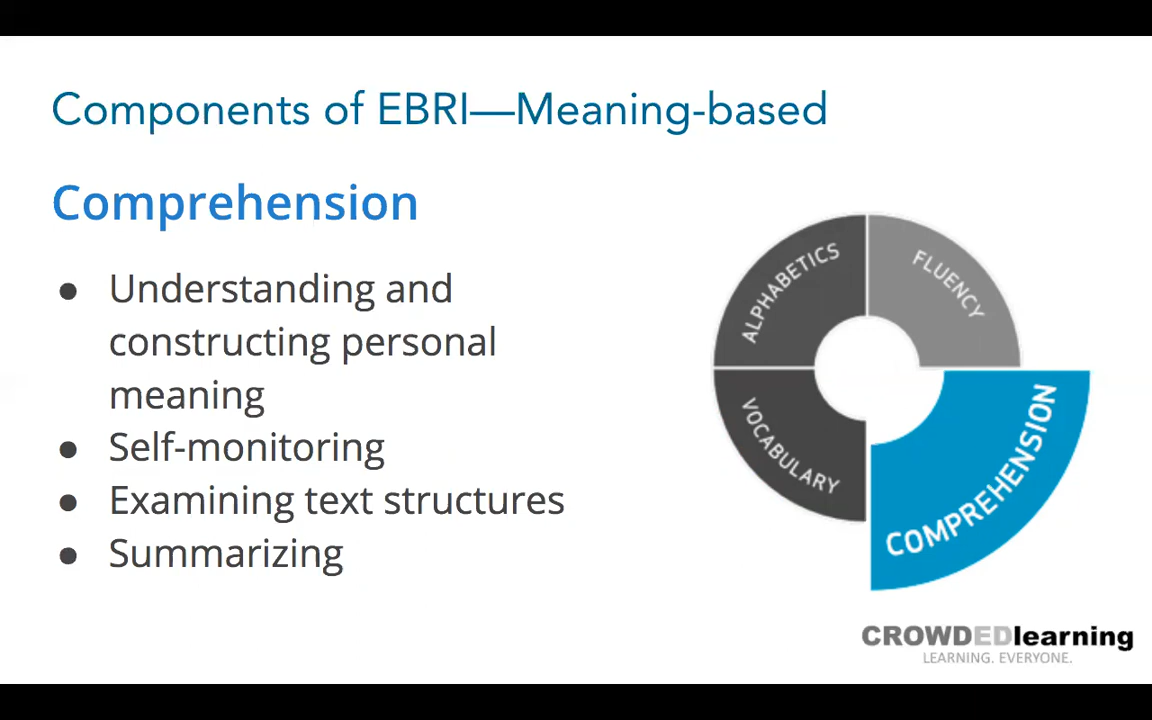 Components of EBRI—Meaning-based
Comprehension
● Understanding and
constructing personal
meaning
● Self-monitoring
● Examining text structures
● Summarizing
ALPHABETICS
FLUENCY
VOCABULARY
COMPREHENSION
CROWDEDlearning
LEARNING. EVERYONE.